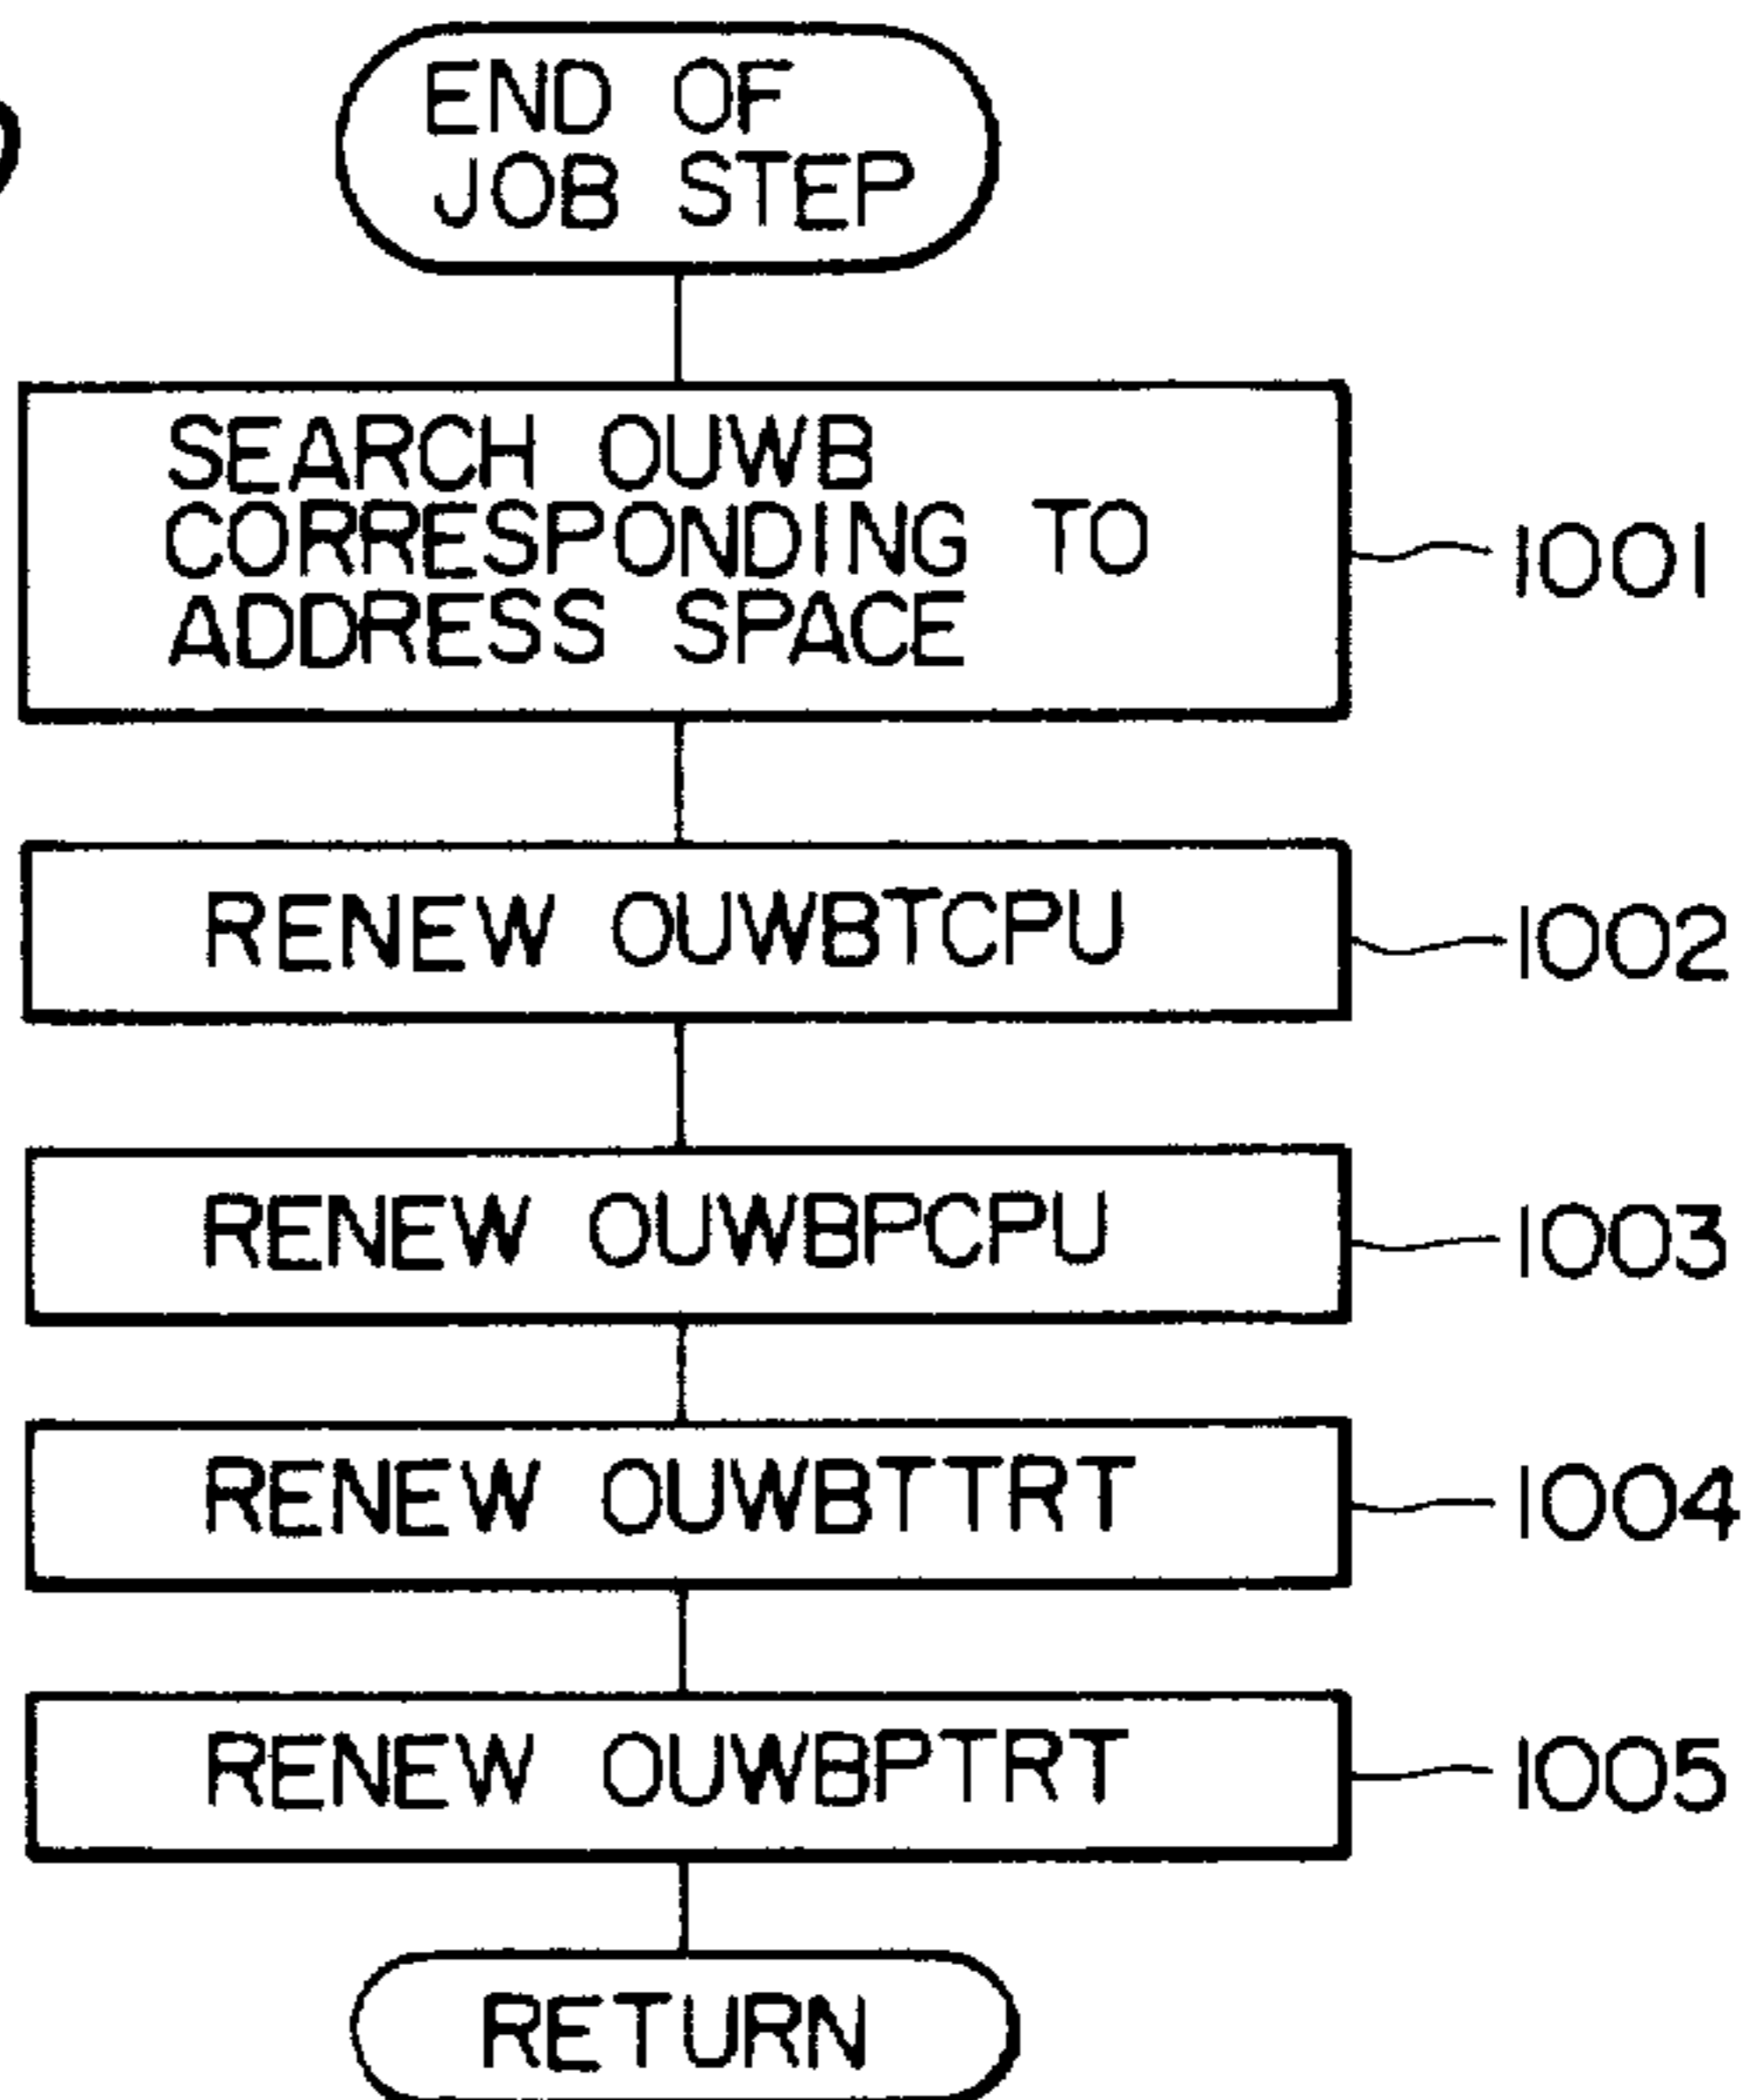 END OF
JOB STEP
SEARCH OUWB
CORRESPONDING TO
ADDRESS SPACE
1001
RENEW OUWBTCPU
1002
RENEW OUWBPCPU
1003
RENEW OUWBTTRT
1004
RENEW OUWBPTRT
1005
RETURN